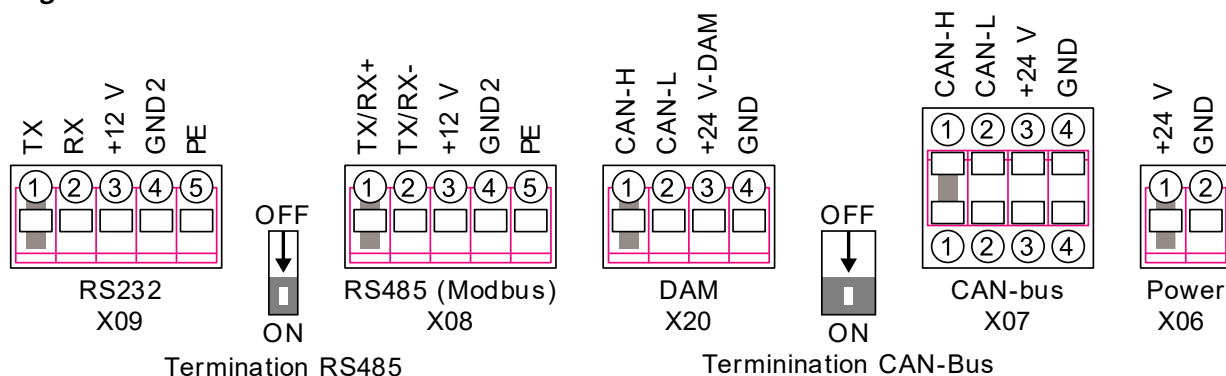 TX RX +12 V GND2 PE
1 2 3 4 5
RS232
X09
OFF
ON
Termination RS485
TX/RX+ TX/RX- +12 V GND2 PE
1 2 3 4 5
RS485 (Modbus)
X08
CAN-H CAN-L +24 V-DAM GND
1 2 3 4
DAM
X20
OFF
ON
Terminination CAN-Bus
CAN-H CAN-L +24 V GND
1 2 3 4
1 2 3 4
CAN-bus
X07
+24 V GND
1 2
Power
X06